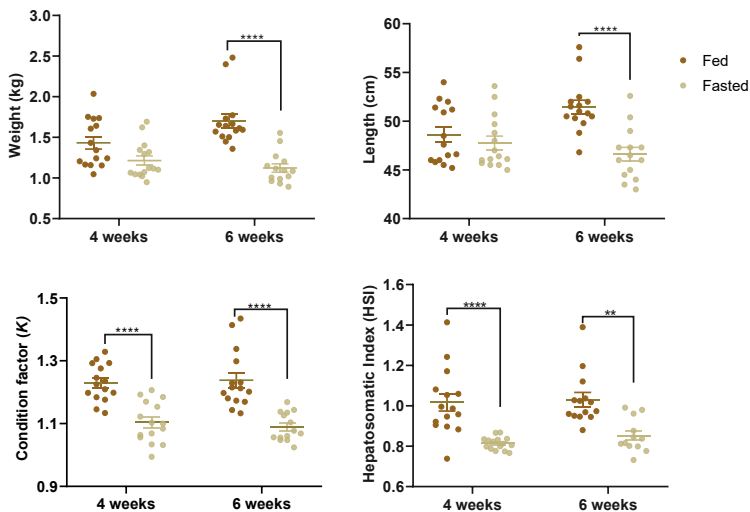 Weight (kg)
3.0
2.5
2.0
1.5
1.0
0.5
****
4 weeks
6 weeks
Length (cm)
60
55
50
45
40
****
4 weeks
6 weeks
Fed
Fasted
Condition factor (K)
1.5
1.3
1.1
0.9
****
****
4 weeks
6 weeks
Hepatosomatic Index (HSI)
1.6
1.4
1.2
1.0
0.8
0.6
****
**
4 weeks
6 weeks